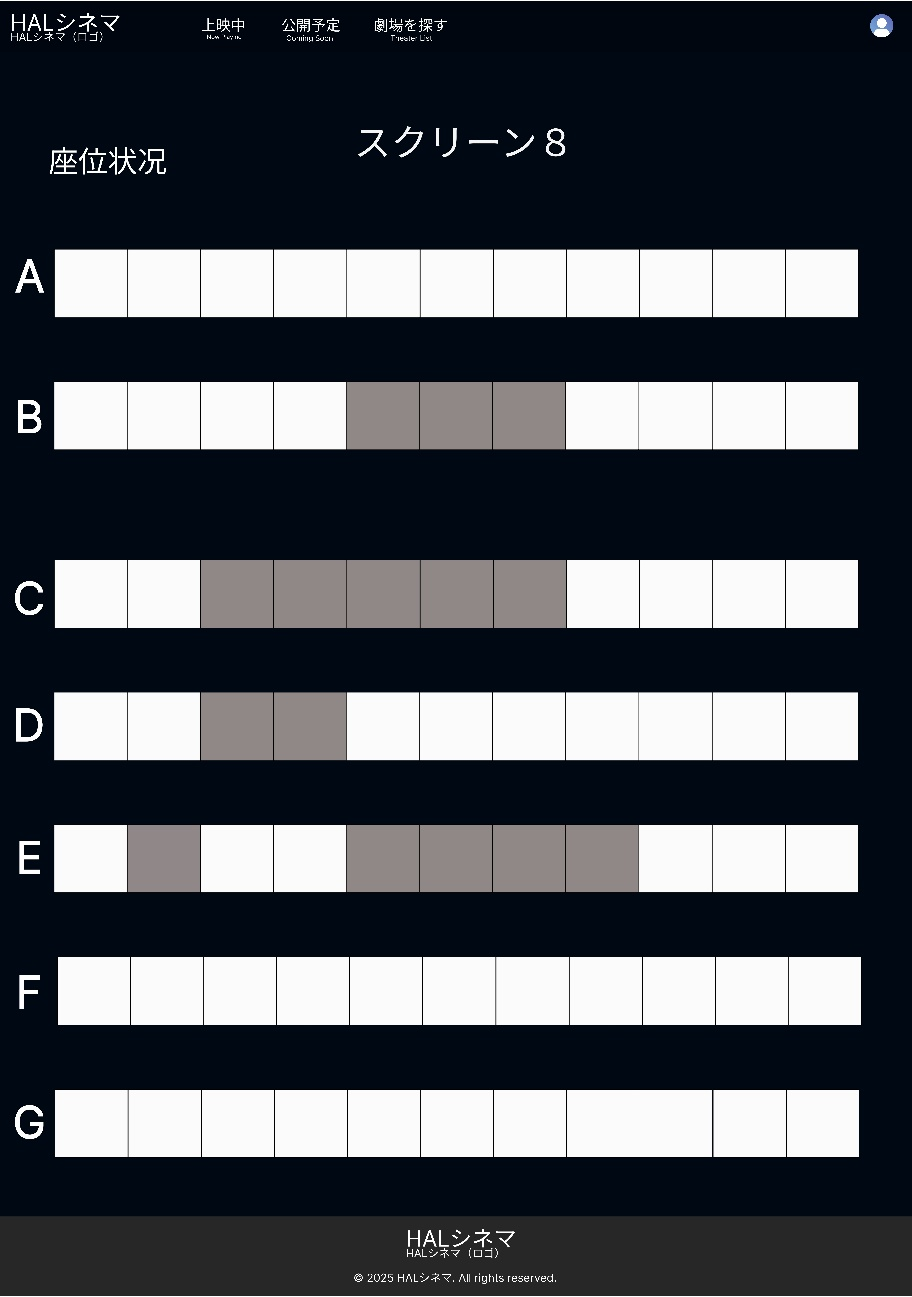 HALシネマ
HALシネマ（ロゴ）
上映中
Now Playing
公開予定
Coming Soon
劇場を探す
Theater List
スクリーン８
座位状況
A
B
C
D
E
F
G
HALシネマ
HALシネマ（ロゴ）
© 2025 HALシネマ. All rights reserved.